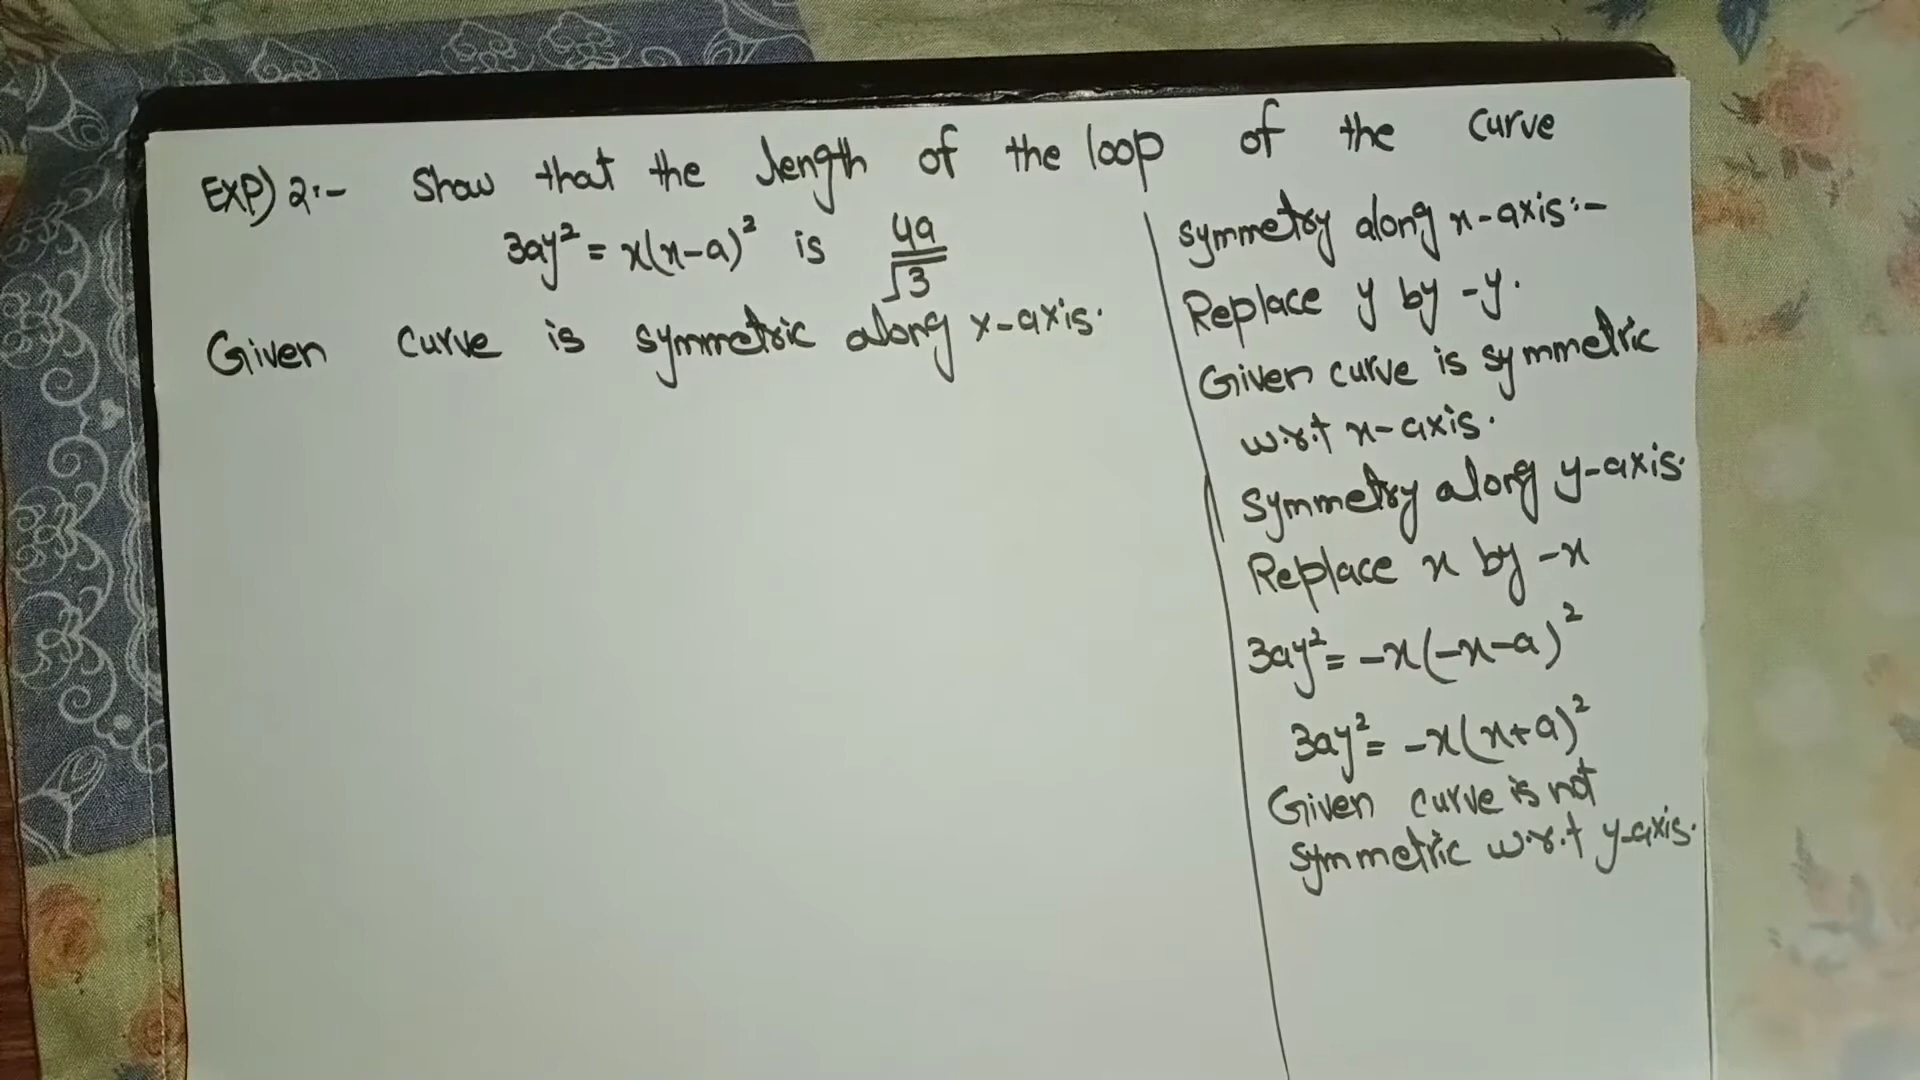 EXP) 2:- Show that the length of the loop of the curve
3ay² = x(x-a)² is 4a/√3
Given curve is symmetric along x-axis.
symmetry along x-axis:-
Replace y by -y.
Given curve is symmetric
w.r.t x-axis.
Symmetry along y-axis.
Replace x by -x
3ay² = -x(-x-a)²
3ay² = -x(x+a)²
Given curve is not
symmetric w.r.t y-axis.